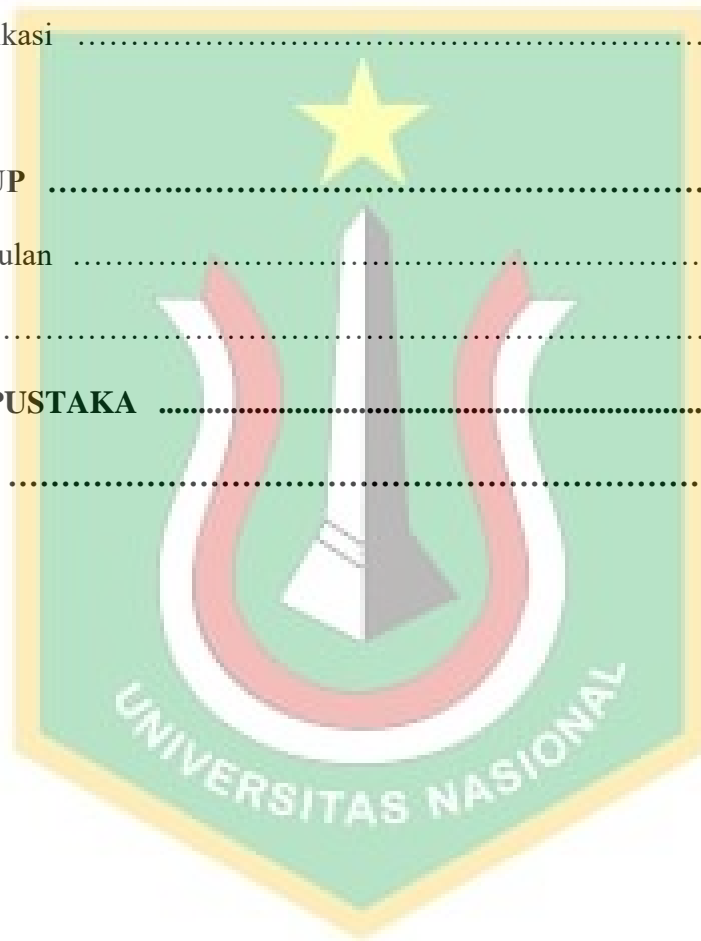 kasi ........................................................................
UP ........................................................................
ulan ........................................................................
........................................................................
PUSTAKA ........................................................................
........................................................................
UNIVERSITAS NASIONAL